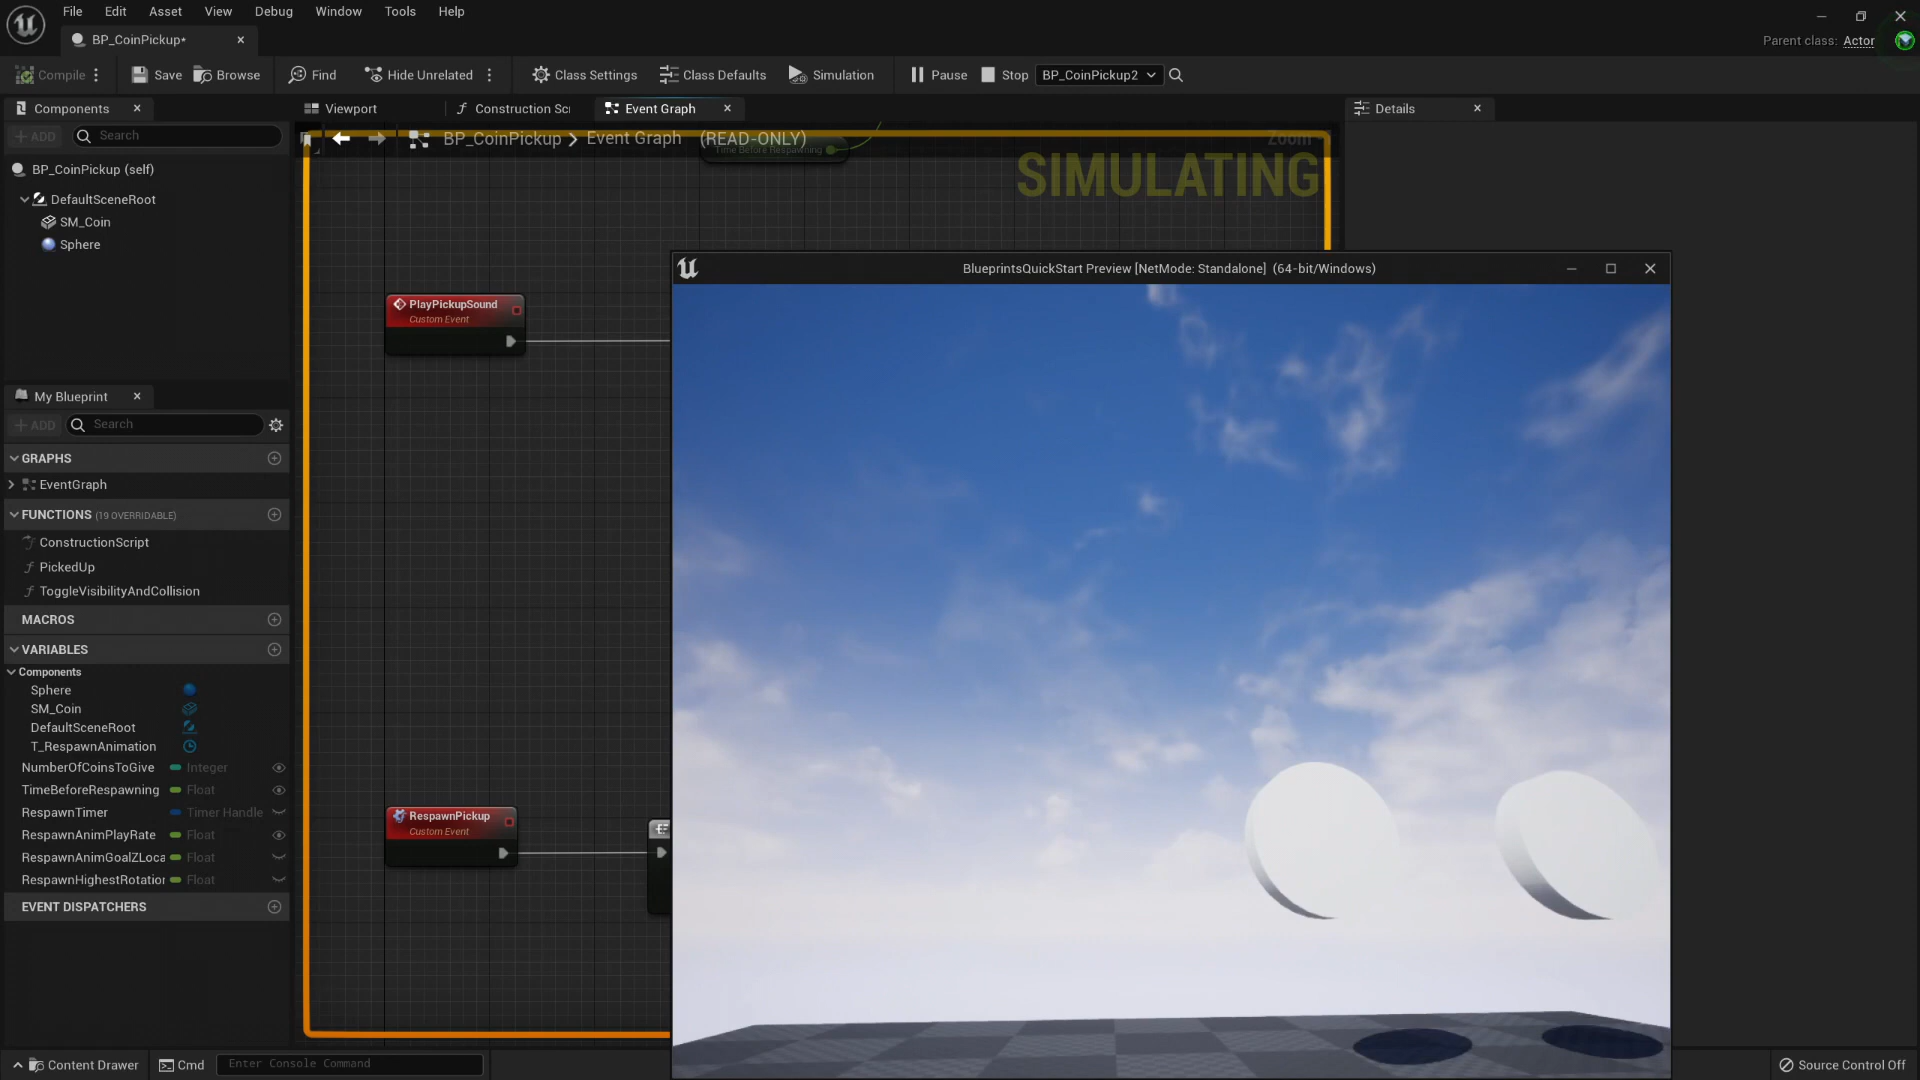 File Edit Asset View Debug Window Tools Help
BP_CoinPickup*
Parent class: Actor
Compile Save Browse Find Hide Unrelated Class Settings Class Defaults Simulation Pause Stop BP_CoinPickup2
Components Viewport Construction Sc Event Graph Details
ADD Search
BP_CoinPickup Event Graph (READ-ONLY) Zoom
Time Before Respawning
SIMULATING
BP_CoinPickup (self)
DefaultSceneRoot
SM_Coin
Sphere
BlueprintsQuickStart Preview [NetMode: Standalone] (64-bit/Windows)
PlayPickupSound
Custom Event
My Blueprint
ADD Search
GRAPHS
EventGraph
FUNCTIONS (19 OVERRIDABLE)
ConstructionScript
PickedUp
ToggleVisibilityAndCollision
MACROS
VARIABLES
Components
Sphere
SM_Coin
DefaultSceneRoot
T_RespawnAnimation
NumberOfCoinsToGive Integer
TimeBeforeRespawning Float
RespawnTimer Timer Handle
RespawnAnimPlayRate Float
RespawnAnimGoalZLoca Float
RespawnHighestRotation Float
RespawnPickup
Custom Event
EVENT DISPATCHERS
Content Drawer Cmd Enter Console Command Source Control Off